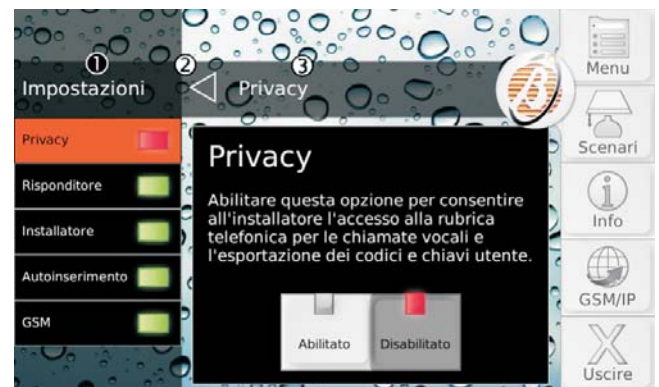 ①
②
③
Impostazioni
Privacy
Privacy
Risponditore
Installatore
Autoinserimento
GSM
Privacy
Abilitare questa opzione per consentire
all'installatore l'accesso alla rubrica
telefonica per le chiamate vocali e
l'esportazione dei codici e chiavi utente.
Abilitato
Disabilitato
B
Menu
Scenari
Info
GSM/IP
Uscire